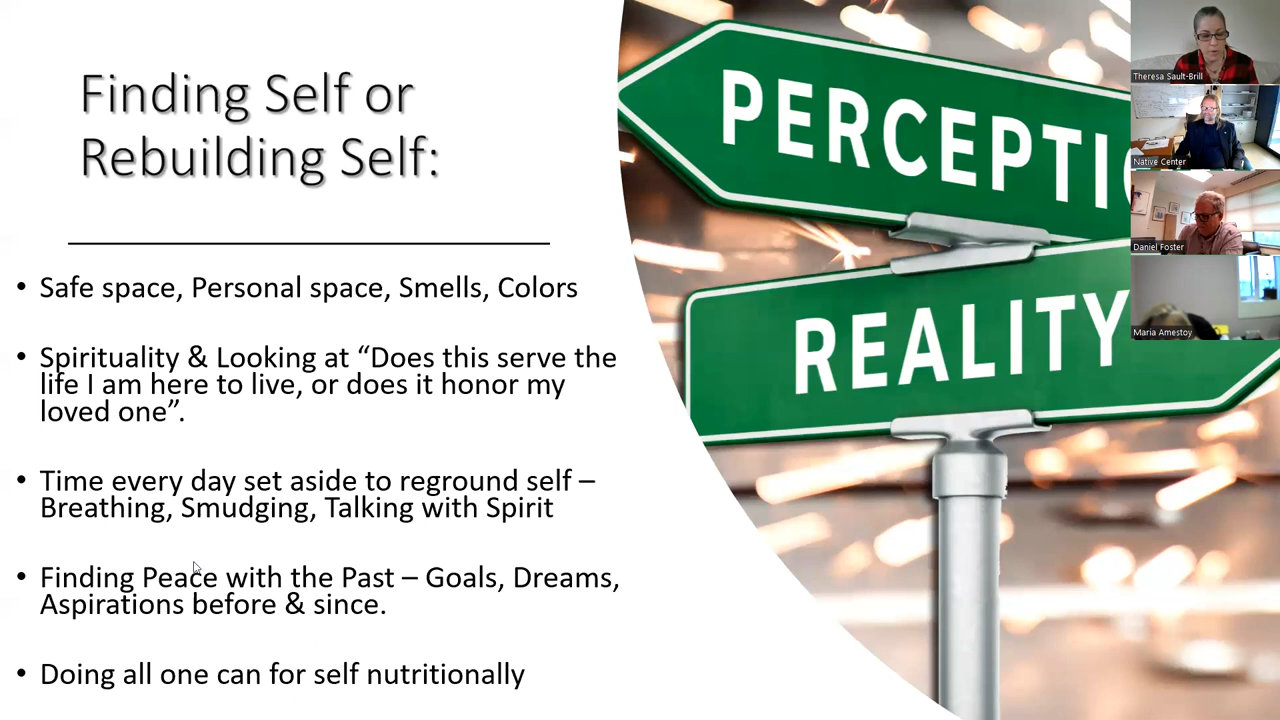 Finding Self or
Rebuilding Self:
• Safe space, Personal space, Smells, Colors
• Spirituality & Looking at “Does this serve the
life I am here to live, or does it honor my
loved one”.
• Time every day set aside to reground self –
Breathing, Smudging, Talking with Spirit
• Finding Peace with the Past – Goals, Dreams,
Aspirations before & since.
• Doing all one can for self nutritionally
PERCEPTI
REALITY
Theresa Sault-Brill
Native Center
Daniel Foster
Maria Amestoy